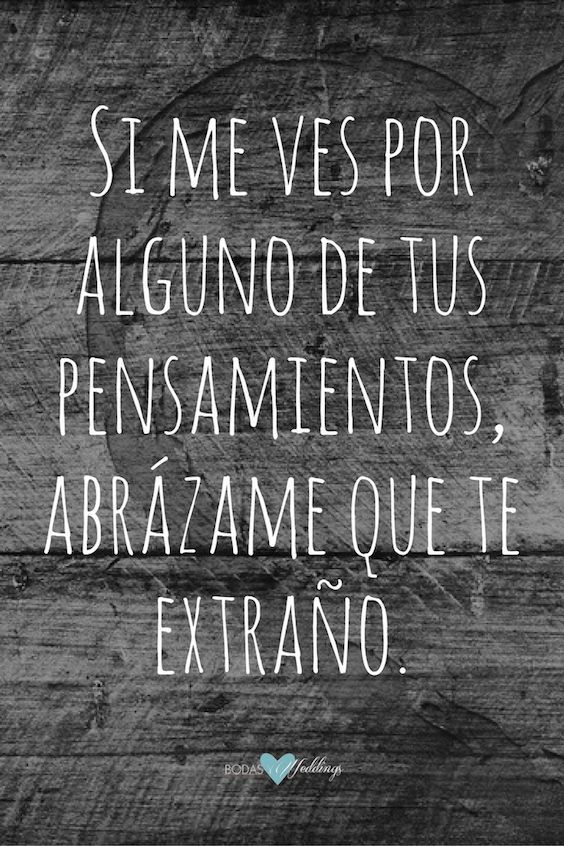 Si me ves por
alguno de tus
pensamientos,
abrázame que te
extraño.
BODAS Y Weddings